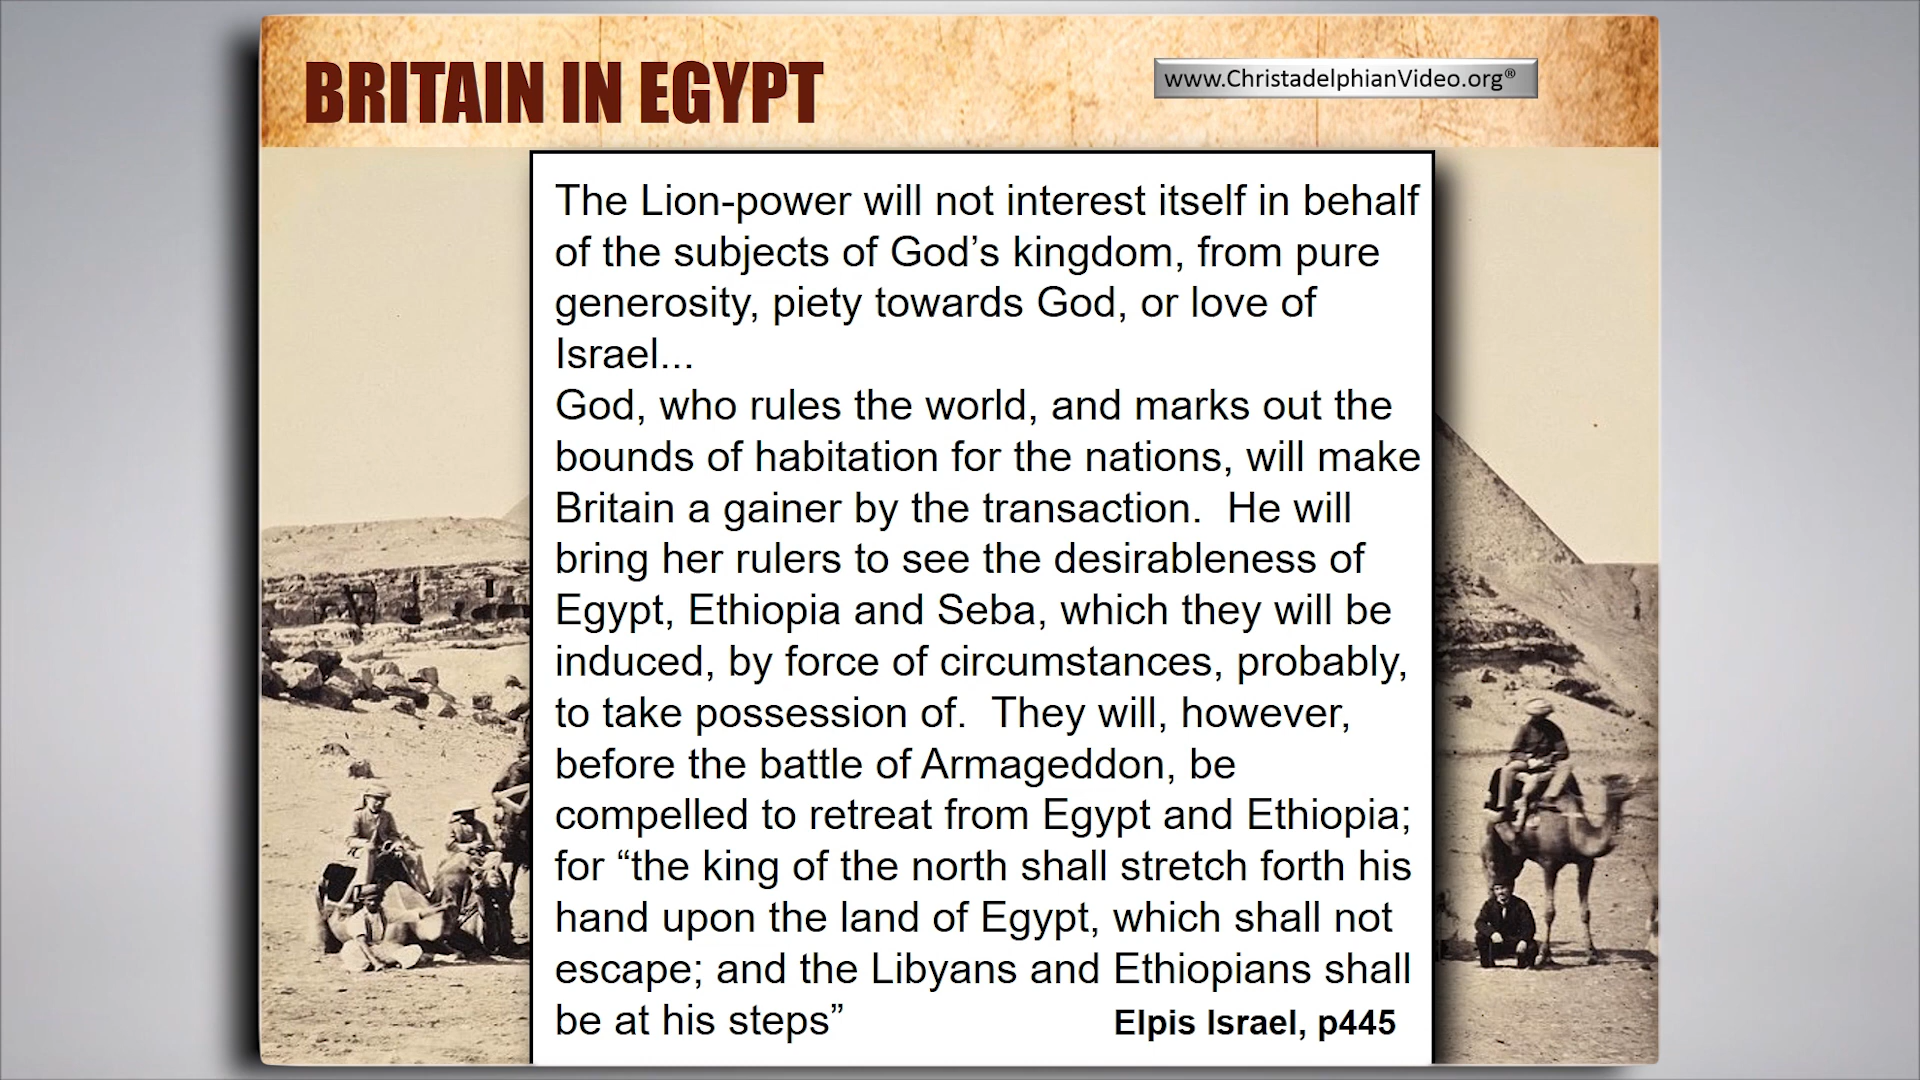 BRITAIN IN EGYPT
www.ChristadelphianVideo.org®
The Lion-power will not interest itself in behalf
of the subjects of God’s kingdom, from pure
generosity, piety towards God, or love of
Israel...
God, who rules the world, and marks out the
bounds of habitation for the nations, will make
Britain a gainer by the transaction.  He will
bring her rulers to see the desirableness of
Egypt, Ethiopia and Seba, which they will be
induced, by force of circumstances, probably,
to take possession of.  They will, however,
before the battle of Armageddon, be
compelled to retreat from Egypt and Ethiopia;
for “the king of the north shall stretch forth his
hand upon the land of Egypt, which shall not
escape; and the Libyans and Ethiopians shall
be at his steps”
Elpis Israel, p445